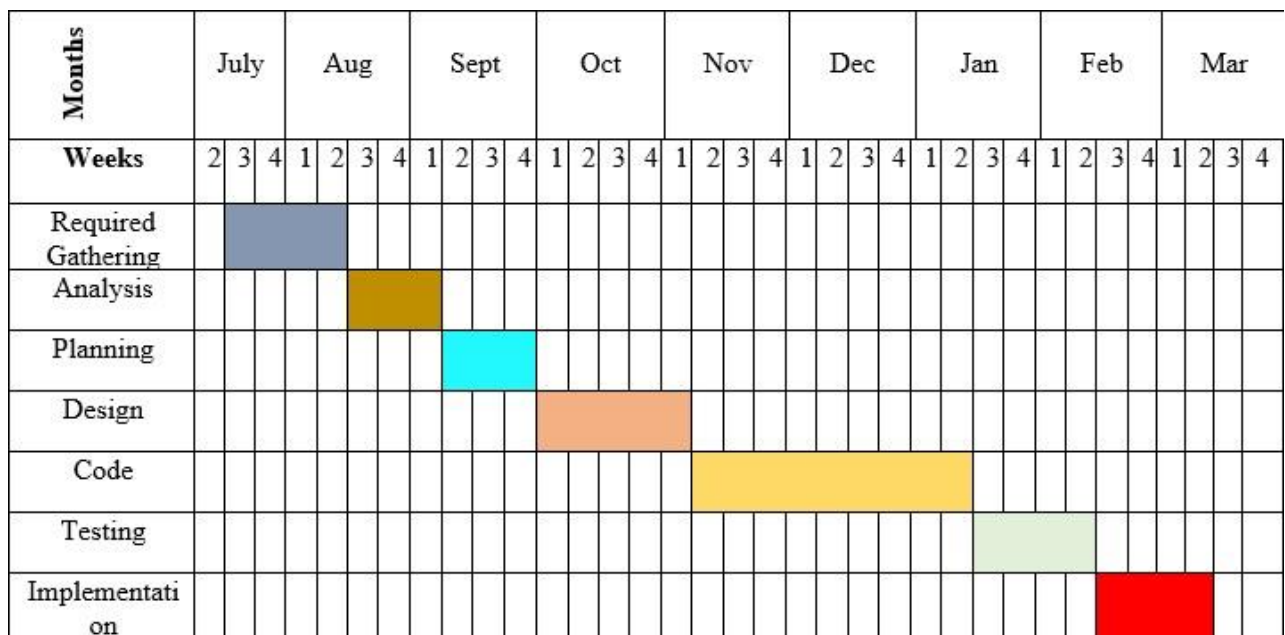 Months July Aug Sept Oct Nov Dec Jan Feb Mar
Weeks 2 3 4 1 2 3 4 1 2 3 4 1 2 3 4 1 2 3 4 1 2 3 4 1 2 3 4 1 2 3 4 1 2 3 4
Required
Gathering
Analysis
Planning
Design
Code
Testing
Implementati
on